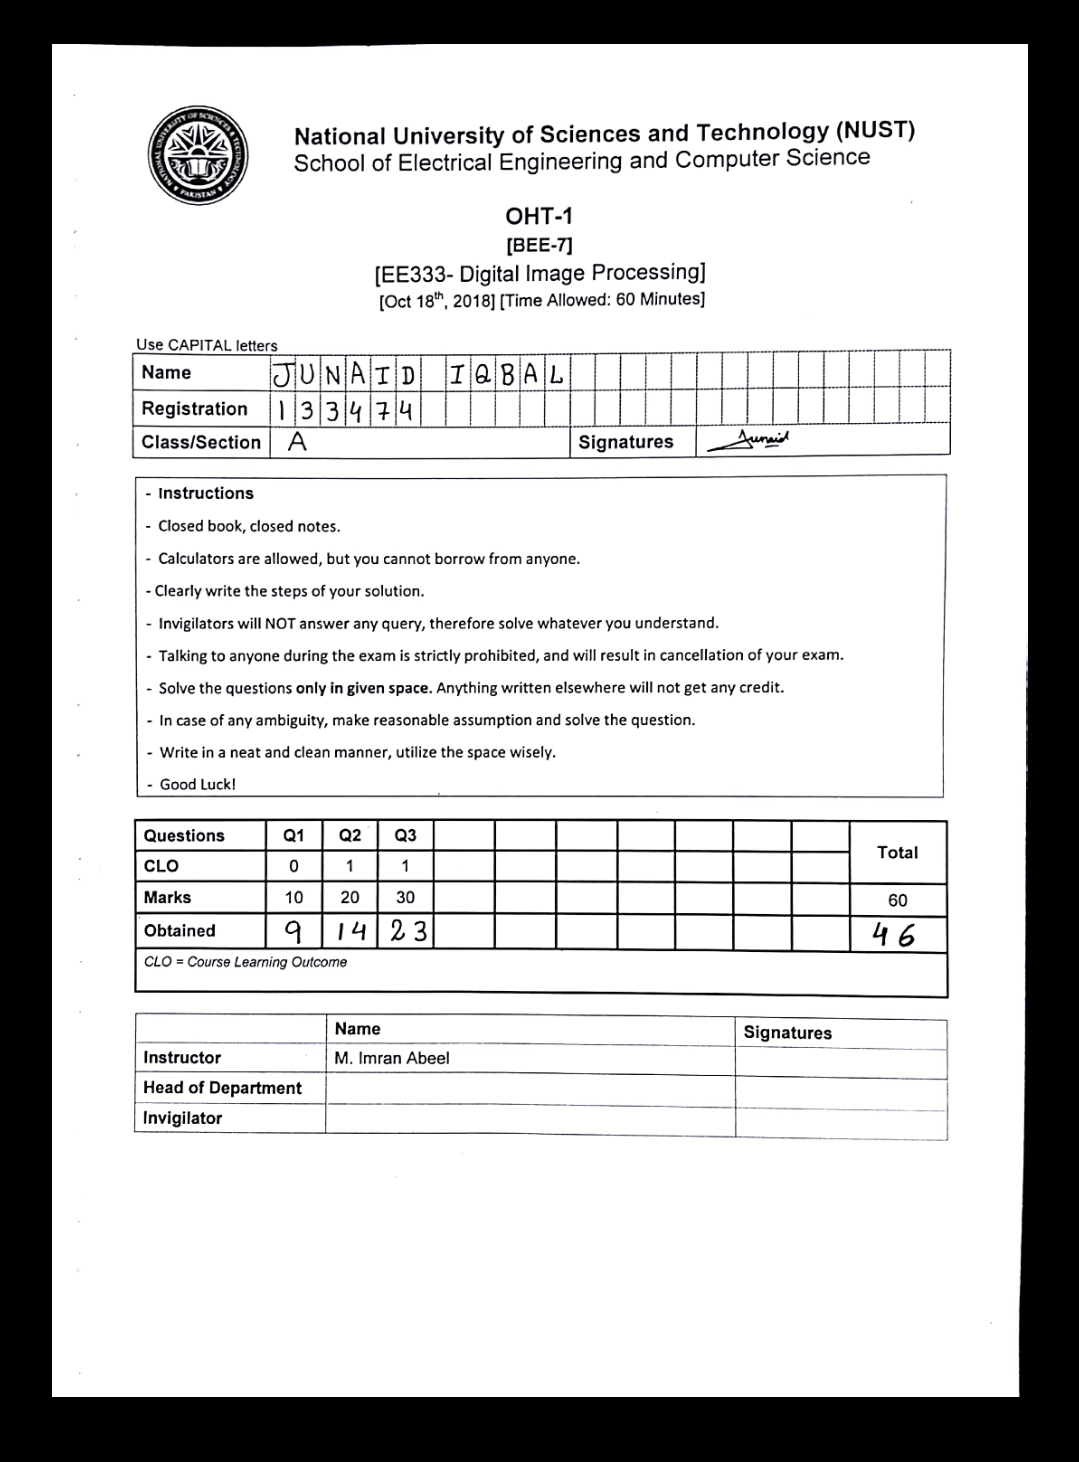 NATIONAL UNIVERSITY OF SCIENCES & TECHNOLOGY
PAKISTAN
National University of Sciences and Technology (NUST)
School of Electrical Engineering and Computer Science
OHT-1
[BEE-7]
[EE333- Digital Image Processing]
[Oct 18th, 2018] [Time Allowed: 60 Minutes]
Use CAPITAL letters
Name JUNAID IQBAL
Registration 133474
Class/Section A Signatures Junaid
- Instructions
- Closed book, closed notes.
- Calculators are allowed, but you cannot borrow from anyone.
- Clearly write the steps of your solution.
- Invigilators will NOT answer any query, therefore solve whatever you understand.
- Talking to anyone during the exam is strictly prohibited, and will result in cancellation of your exam.
- Solve the questions only in given space. Anything written elsewhere will not get any credit.
- In case of any ambiguity, make reasonable assumption and solve the question.
- Write in a neat and clean manner, utilize the space wisely.
- Good Luck!
Questions Q1 Q2 Q3 Total
CLO 0 1 1
Marks 10 20 30 60
Obtained 9 14 23 46
CLO = Course Learning Outcome
Name Signatures
Instructor M. Imran Abeel
Head of Department
Invigilator